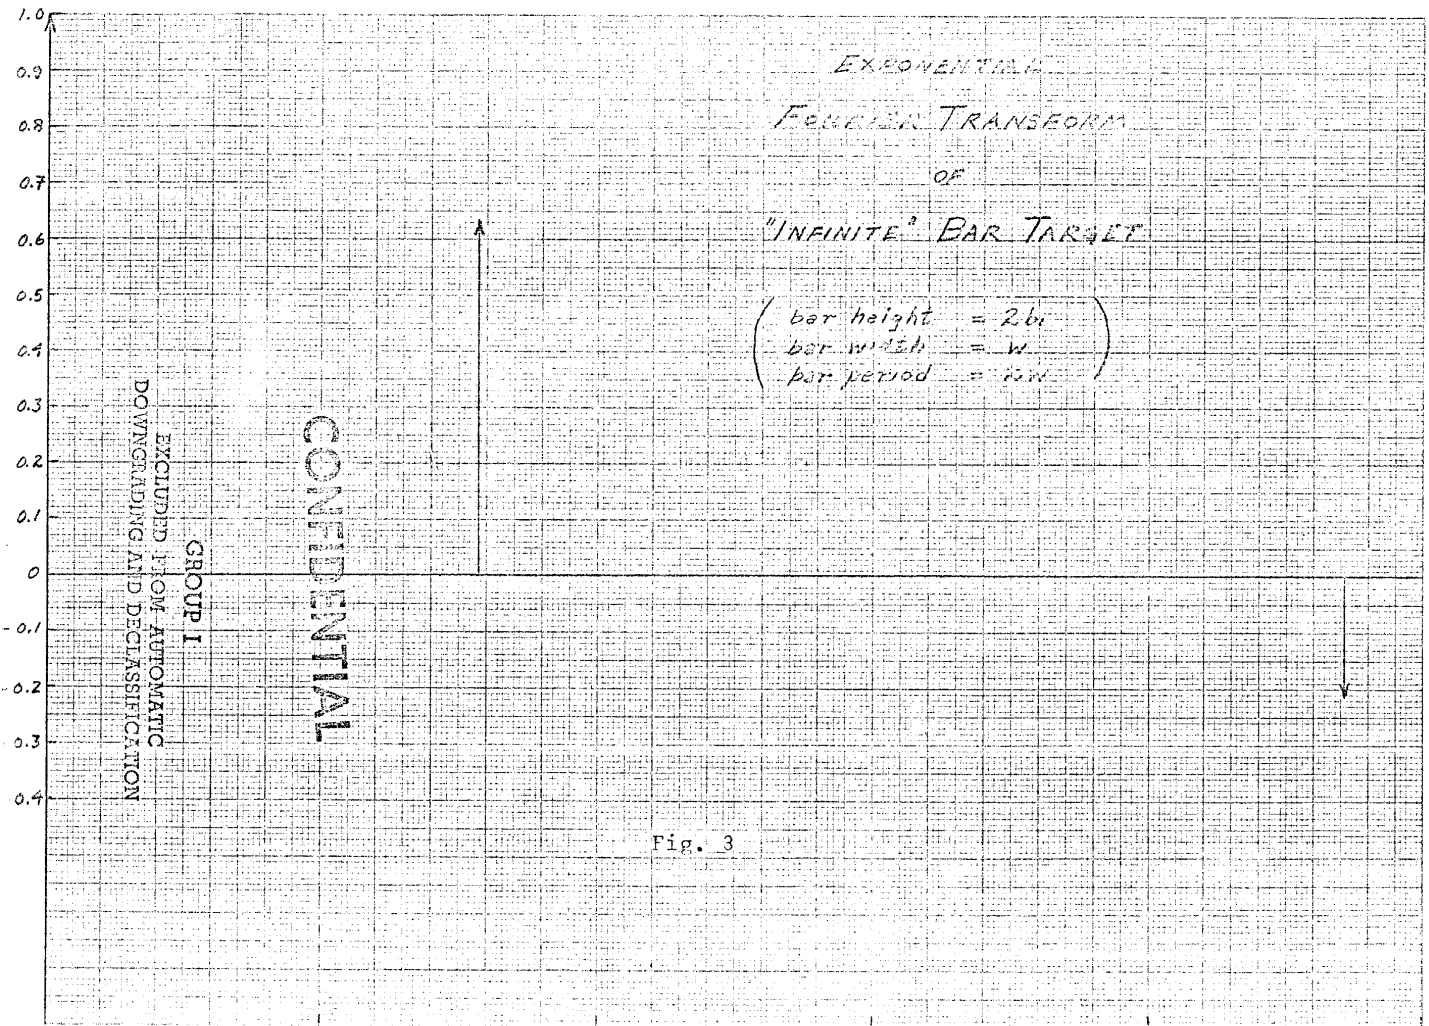 1.0
0.9
0.8
0.7
0.6
0.5
0.4
0.3
0.2
0.1
0
-0.1
-0.2
0.3
0.4
EXPONENTIAL
FOURIER TRANSFORM
OF
"INFINITE" BAR TARGET
bar height = 2b
bar width = w
bar period =
CONFIDENTIAL
GROUP I
EXCLUDED FROM AUTOMATIC
DOWNGRADING AND DECLASSIFICATION
Fig. 3